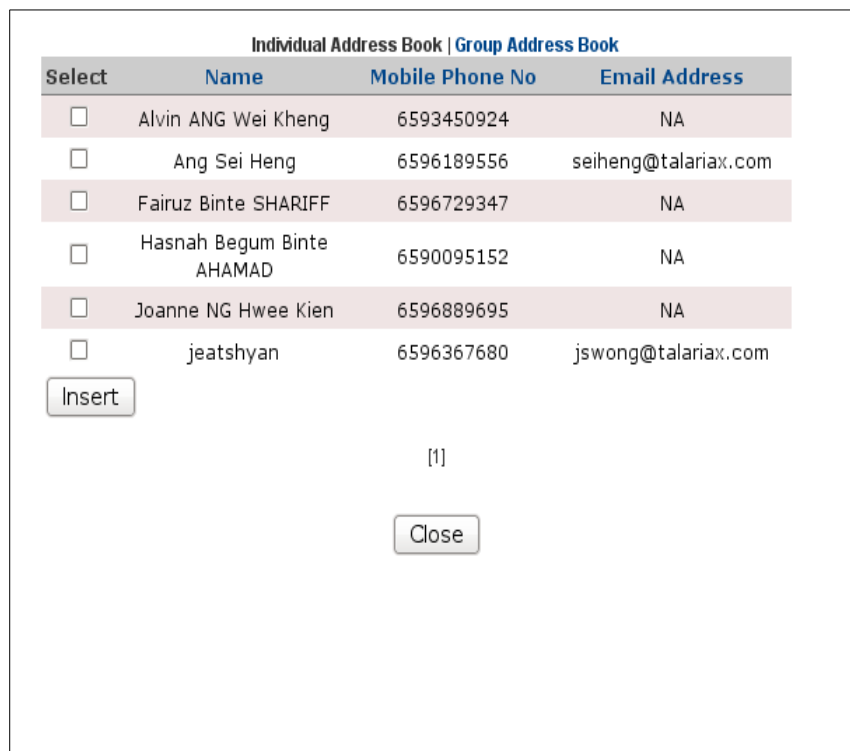 Individual Address Book | Group Address Book
Select Name Mobile Phone No Email Address
Alvin ANG Wei Kheng 6593450924 NA
Ang Sei Heng 6596189556 seiheng@talariax.com
Fairuz Binte SHARIFF 6596729347 NA
Hasnah Begum Binte
AHAMAD 6590095152 NA
Joanne NG Hwee Kien 6596889695 NA
jeatshyan 6596367680 jswong@talariax.com
Insert
[1]
Close